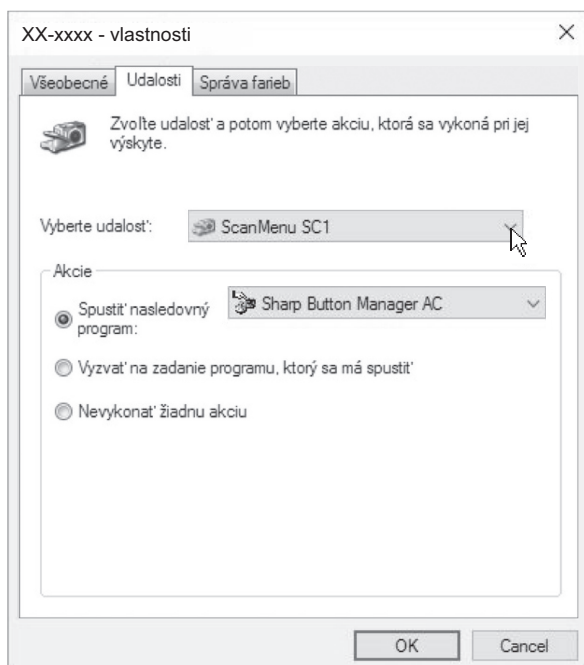 XX-xxxx - vlastnosti
Všeobecné
Udalosti
Správa farieb
Zvoľte udalosť a potom vyberte akciu, ktorá sa vykoná pri jej
výskyte.
Vyberte udalosť:
ScanMenu SC1
Akcie
Spustiť nasledovný
program:
Sharp Button Manager AC
Vyzvať na zadanie programu, ktorý sa má spustiť
Nevykonať žiadnu akciu
OK
Cancel